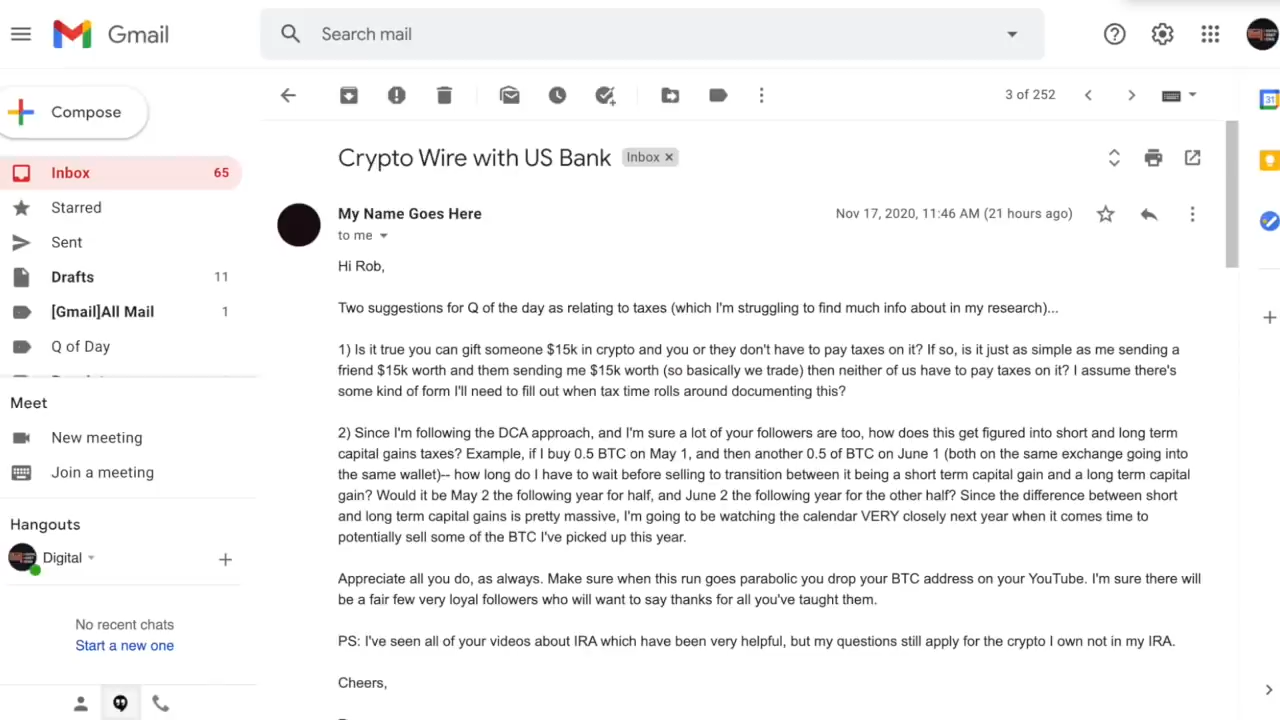 Gmail
Search mail
Compose
3 of 252
31
Inbox 65
Starred
Sent
Drafts 11
[Gmail]All Mail 1
Q of Day
Meet
New meeting
Join a meeting
Hangouts
Digital
No recent chats
Start a new one
Crypto Wire with US Bank Inbox ×
My Name Goes Here
Nov 17, 2020, 11:46 AM (21 hours ago)
to me
Hi Rob,
Two suggestions for Q of the day as relating to taxes (which I'm struggling to find much info about in my research)...
1) Is it true you can gift someone $15k in crypto and you or they don't have to pay taxes on it? If so, is it just as simple as me sending a
friend $15k worth and them sending me $15k worth (so basically we trade) then neither of us have to pay taxes on it? I assume there's
some kind of form I'll need to fill out when tax time rolls around documenting this?
2) Since I'm following the DCA approach, and I'm sure a lot of your followers are too, how does this get figured into short and long term
capital gains taxes? Example, if I buy 0.5 BTC on May 1, and then another 0.5 of BTC on June 1 (both on the same exchange going into
the same wallet)-- how long do I have to wait before selling to transition between it being a short term capital gain and a long term capital
gain? Would it be May 2 the following year for half, and June 2 the following year for the other half? Since the difference between short
and long term capital gains is pretty massive, I'm going to be watching the calendar VERY closely next year when it comes time to
potentially sell some of the BTC I've picked up this year.
Appreciate all you do, as always. Make sure when this run goes parabolic you drop your BTC address on your YouTube. I'm sure there will
be a fair few very loyal followers who will want to say thanks for all you've taught them.
PS: I've seen all of your videos about IRA which have been very helpful, but my questions still apply for the crypto I own not in my IRA.
Cheers,